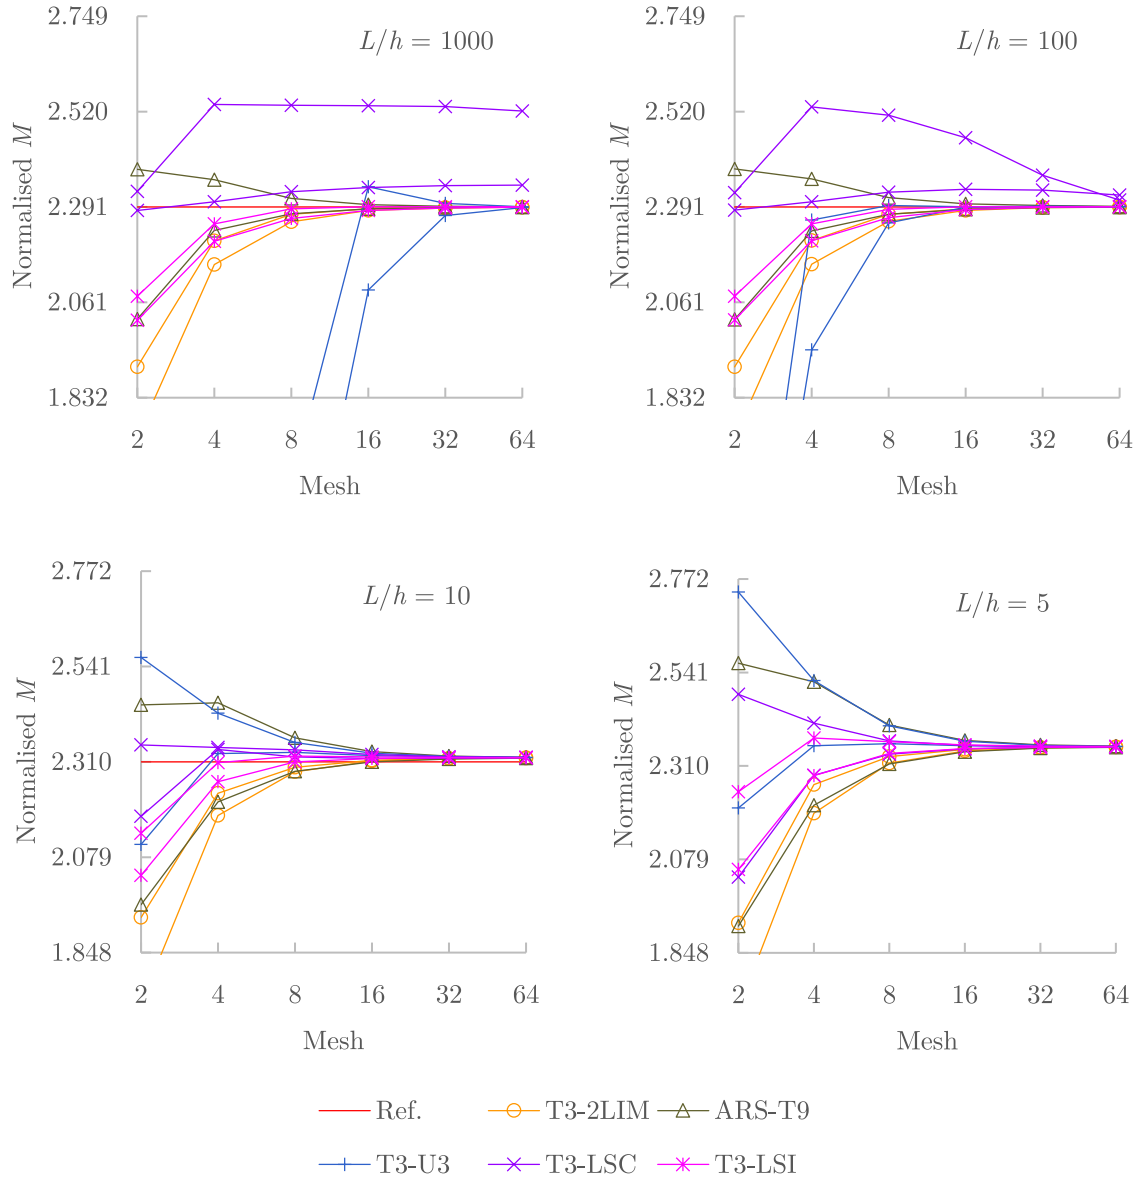 L/h = 1000
2.749
2.520
2.291
2.061
1.832
Normalised M
2 4 8 16 32 64
Mesh
L/h = 100
2.749
2.520
2.291
2.061
1.832
Normalised M
2 4 8 16 32 64
Mesh
L/h = 10
2.772
2.541
2.310
2.079
1.848
Normalised M
2 4 8 16 32 64
Mesh
L/h = 5
2.772
2.541
2.310
2.079
1.848
Normalised M
2 4 8 16 32 64
Mesh
Ref. T3-2LIM ARS-T9
T3-U3 T3-LSC T3-LSI